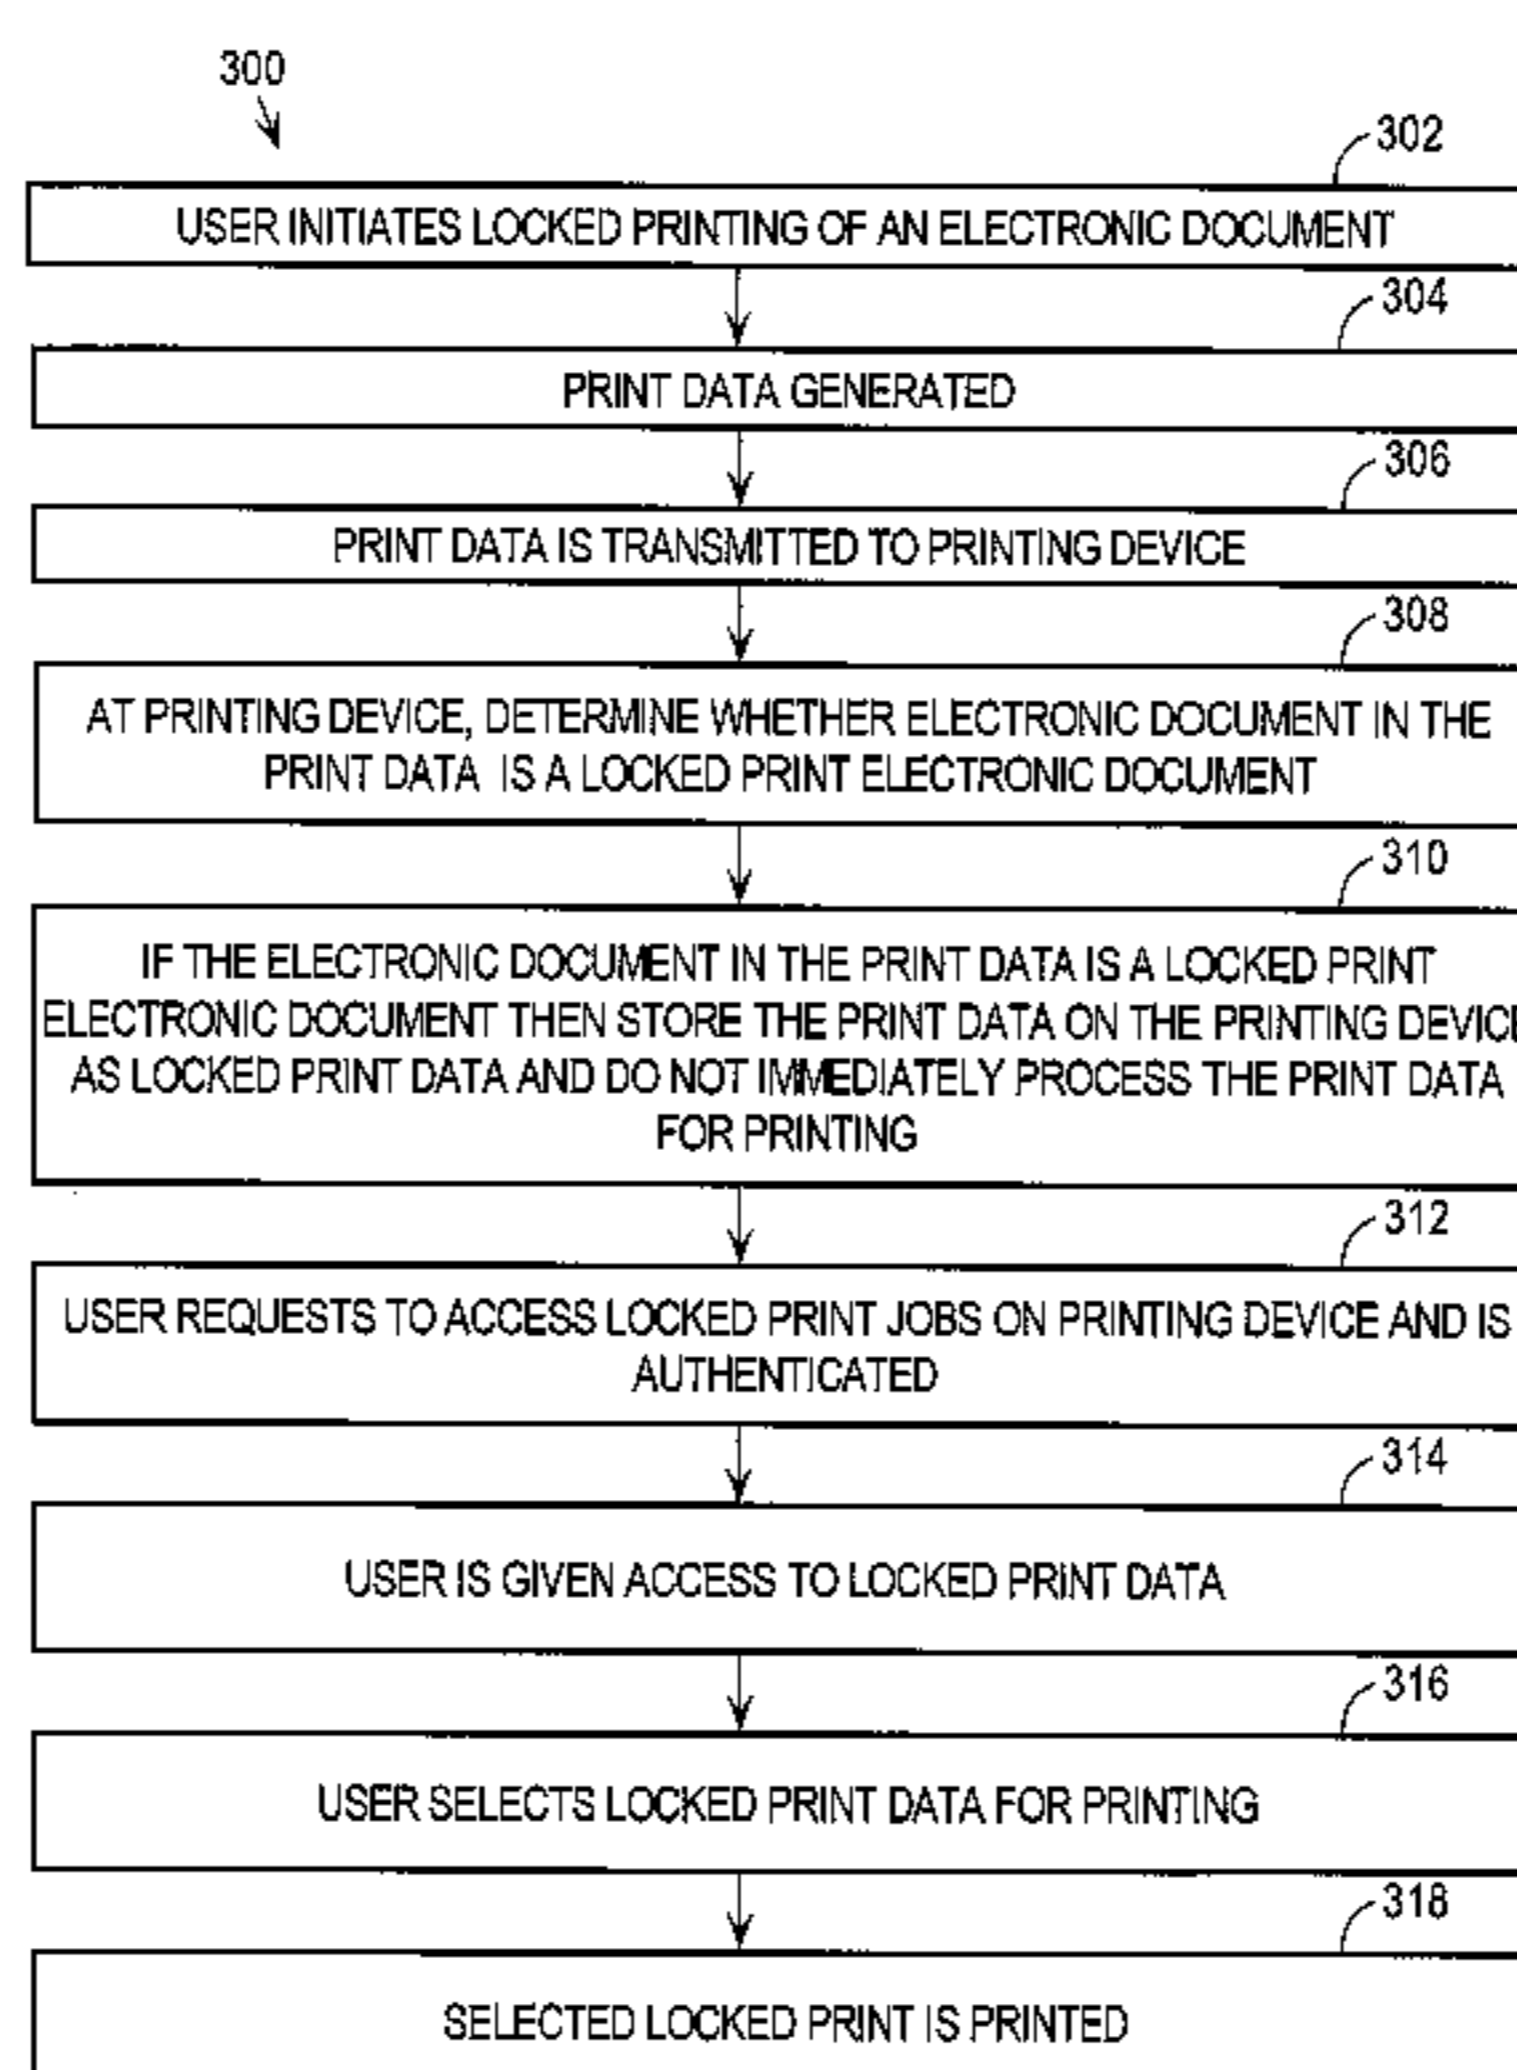 300
302
USER INITIATES LOCKED PRINTING OF AN ELECTRONIC DOCUMENT
304
PRINT DATA GENERATED
306
PRINT DATA IS TRANSMITTED TO PRINTING DEVICE
308
AT PRINTING DEVICE, DETERMINE WHETHER ELECTRONIC DOCUMENT IN THE
PRINT DATA IS A LOCKED PRINT ELECTRONIC DOCUMENT
310
IF THE ELECTRONIC DOCUMENT IN THE PRINT DATA IS A LOCKED PRINT
ELECTRONIC DOCUMENT THEN STORE THE PRINT DATA ON THE PRINTING DEVICE
AS LOCKED PRINT DATA AND DO NOT IMMEDIATELY PROCESS THE PRINT DATA
FOR PRINTING
312
USER REQUESTS TO ACCESS LOCKED PRINT JOBS ON PRINTING DEVICE AND IS
AUTHENTICATED
314
USER IS GIVEN ACCESS TO LOCKED PRINT DATA
316
USER SELECTS LOCKED PRINT DATA FOR PRINTING
318
SELECTED LOCKED PRINT IS PRINTED